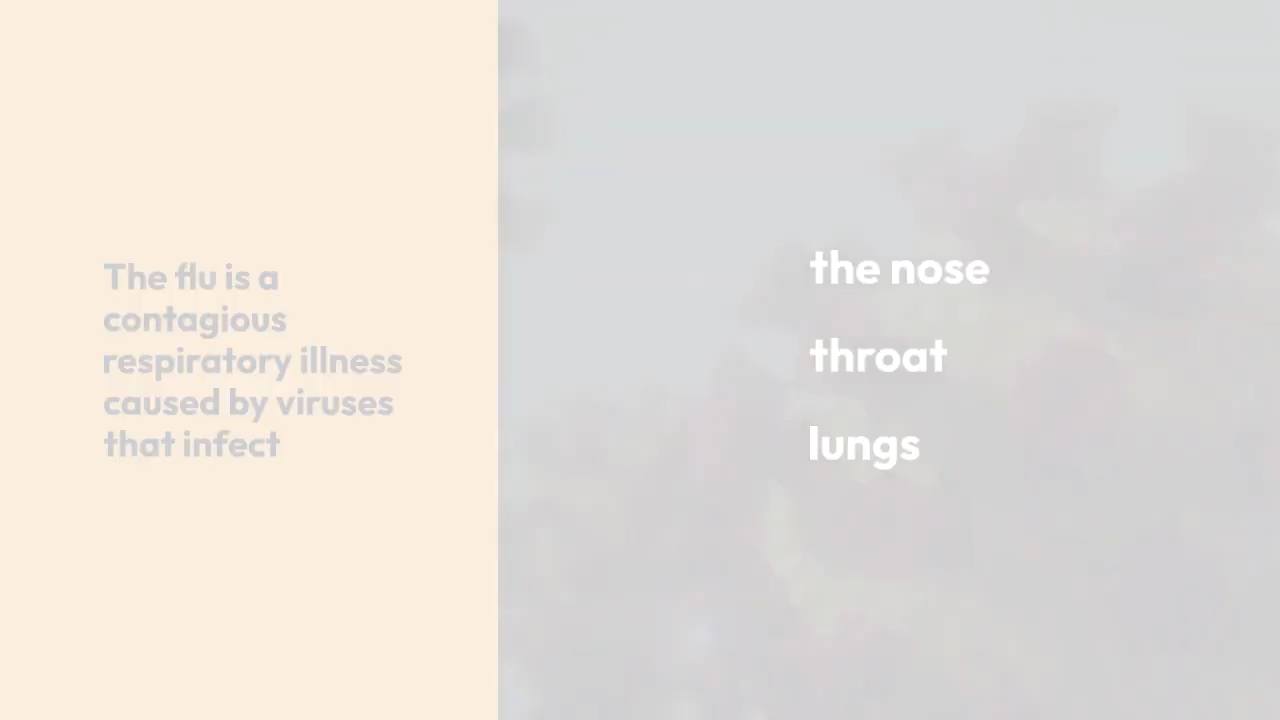 The flu is a
contagious
respiratory illness
caused by viruses
that infect
the nose
throat
lungs